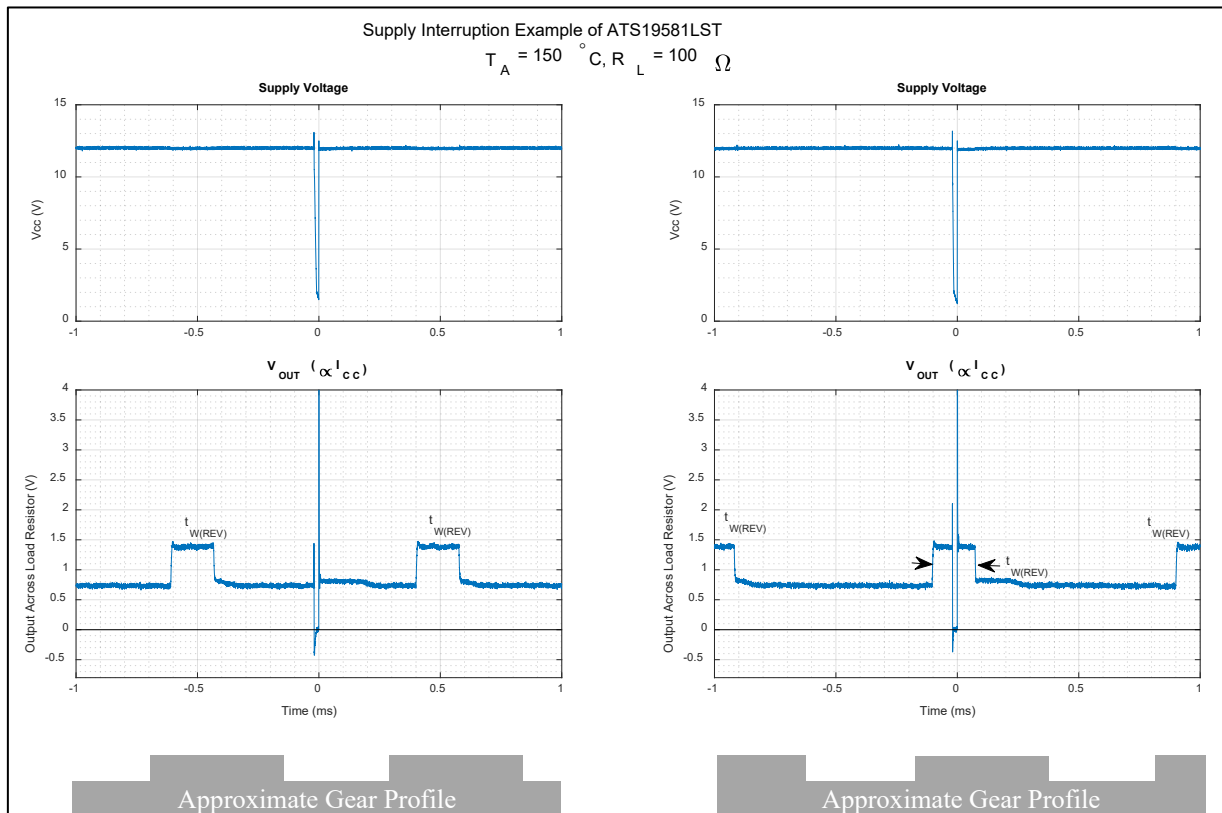 Supply Interruption Example of ATS19581LST
T A = 150 °C, R L = 100 Ω
Supply Voltage
15
10
5
0
Vcc (V)
-1 -0.5 0 0.5 1
Supply Voltage
15
10
5
0
Vcc (V)
-1 -0.5 0 0.5 1
V OUT ( ∝ I CC )
4
3.5
3
2.5
2
1.5
1
0.5
0
-0.5
Output Across Load Resistor (V)
t W(REV)
t W(REV)
-1 -0.5 0 0.5 1
Time (ms)
V OUT ( ∝ I CC )
4
3.5
3
2.5
2
1.5
1
0.5
0
-0.5
Output Across Load Resistor (V)
t W(REV)
t W(REV)
t W(REV)
-1 -0.5 0 0.5 1
Time (ms)
Approximate Gear Profile
Approximate Gear Profile